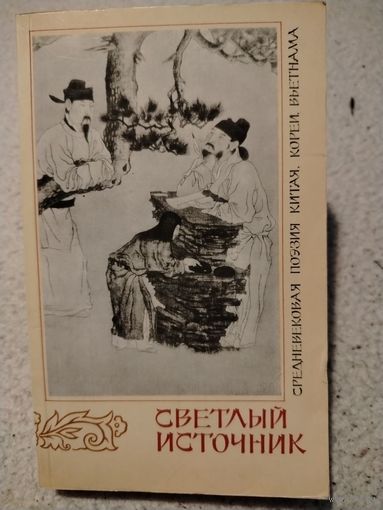 СВЕТЛЫЙ
ИСТОЧНИК
СРЕДНЕВЕКОВАЯ ПОЭЗИЯ КИТАЯ, КОРЕИ, ВЬЕТНАМА